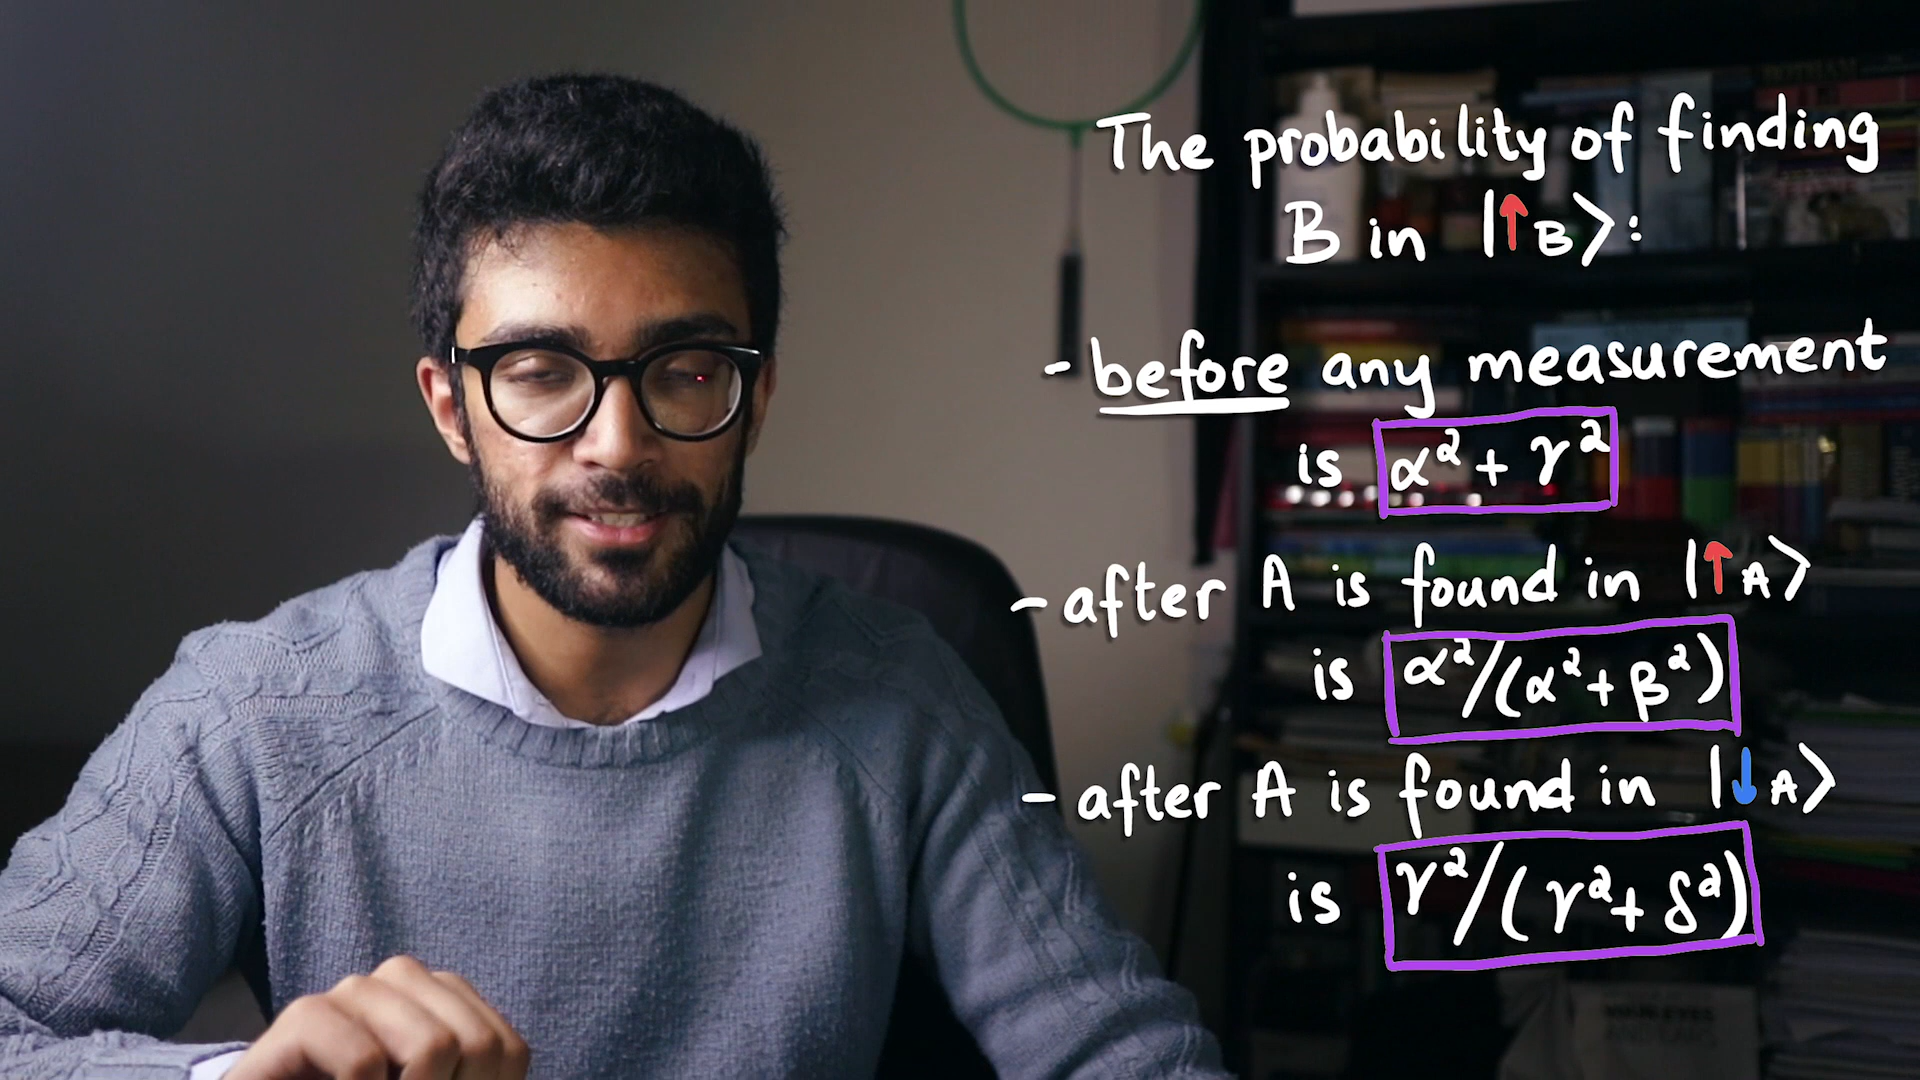 The probability of finding
B in |↑B⟩:
- before any measurement
is α² + γ²
- after A is found in |↑A⟩
is α²/(α² + β²)
- after A is found in |↓A⟩
is γ²/(γ² + δ²)